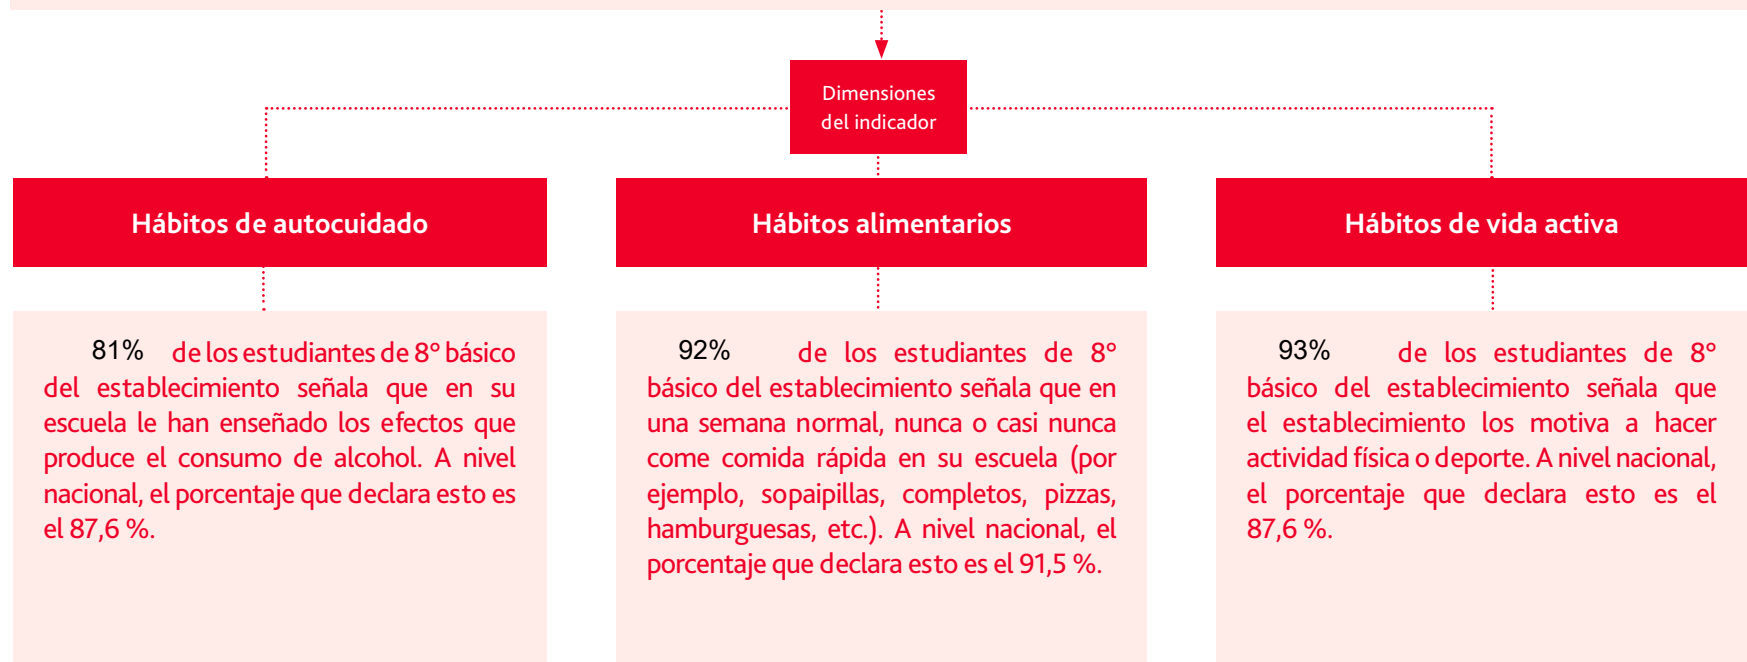 Dimensiones
del indicador
Hábitos de autocuidado
81% de los estudiantes de 8° básico
del establecimiento señala que en su
escuela le han enseñado los efectos que
produce el consumo de alcohol. A nivel
nacional, el porcentaje que declara esto es
el 87,6 %.
Hábitos alimentarios
92% de los estudiantes de 8°
básico del establecimiento señala que en
una semana normal, nunca o casi nunca
come comida rápida en su escuela (por
ejemplo, sopaipillas, completos, pizzas,
hamburguesas, etc.). A nivel nacional, el
porcentaje que declara esto es el 91,5 %.
Hábitos de vida activa
93% de los estudiantes de 8°
básico del establecimiento señala que
el establecimiento los motiva a hacer
actividad física o deporte. A nivel nacional,
el porcentaje que declara esto es el
87,6 %.